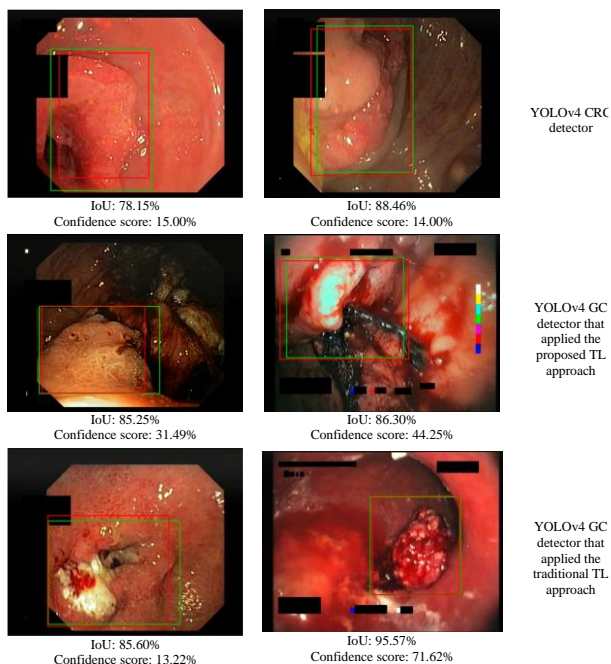 YOLOv4 CRC
detector
IoU: 78.15%
Confidence score: 15.00%
IoU: 88.46%
Confidence score: 14.00%
YOLOv4 GC
detector that
applied the
proposed TL
approach
IoU: 85.25%
Confidence score: 31.49%
IoU: 86.30%
Confidence score: 44.25%
YOLOv4 GC
detector that
applied the
traditional TL
approach
IoU: 85.60%
Confidence score: 13.22%
IoU: 95.57%
Confidence score: 71.62%